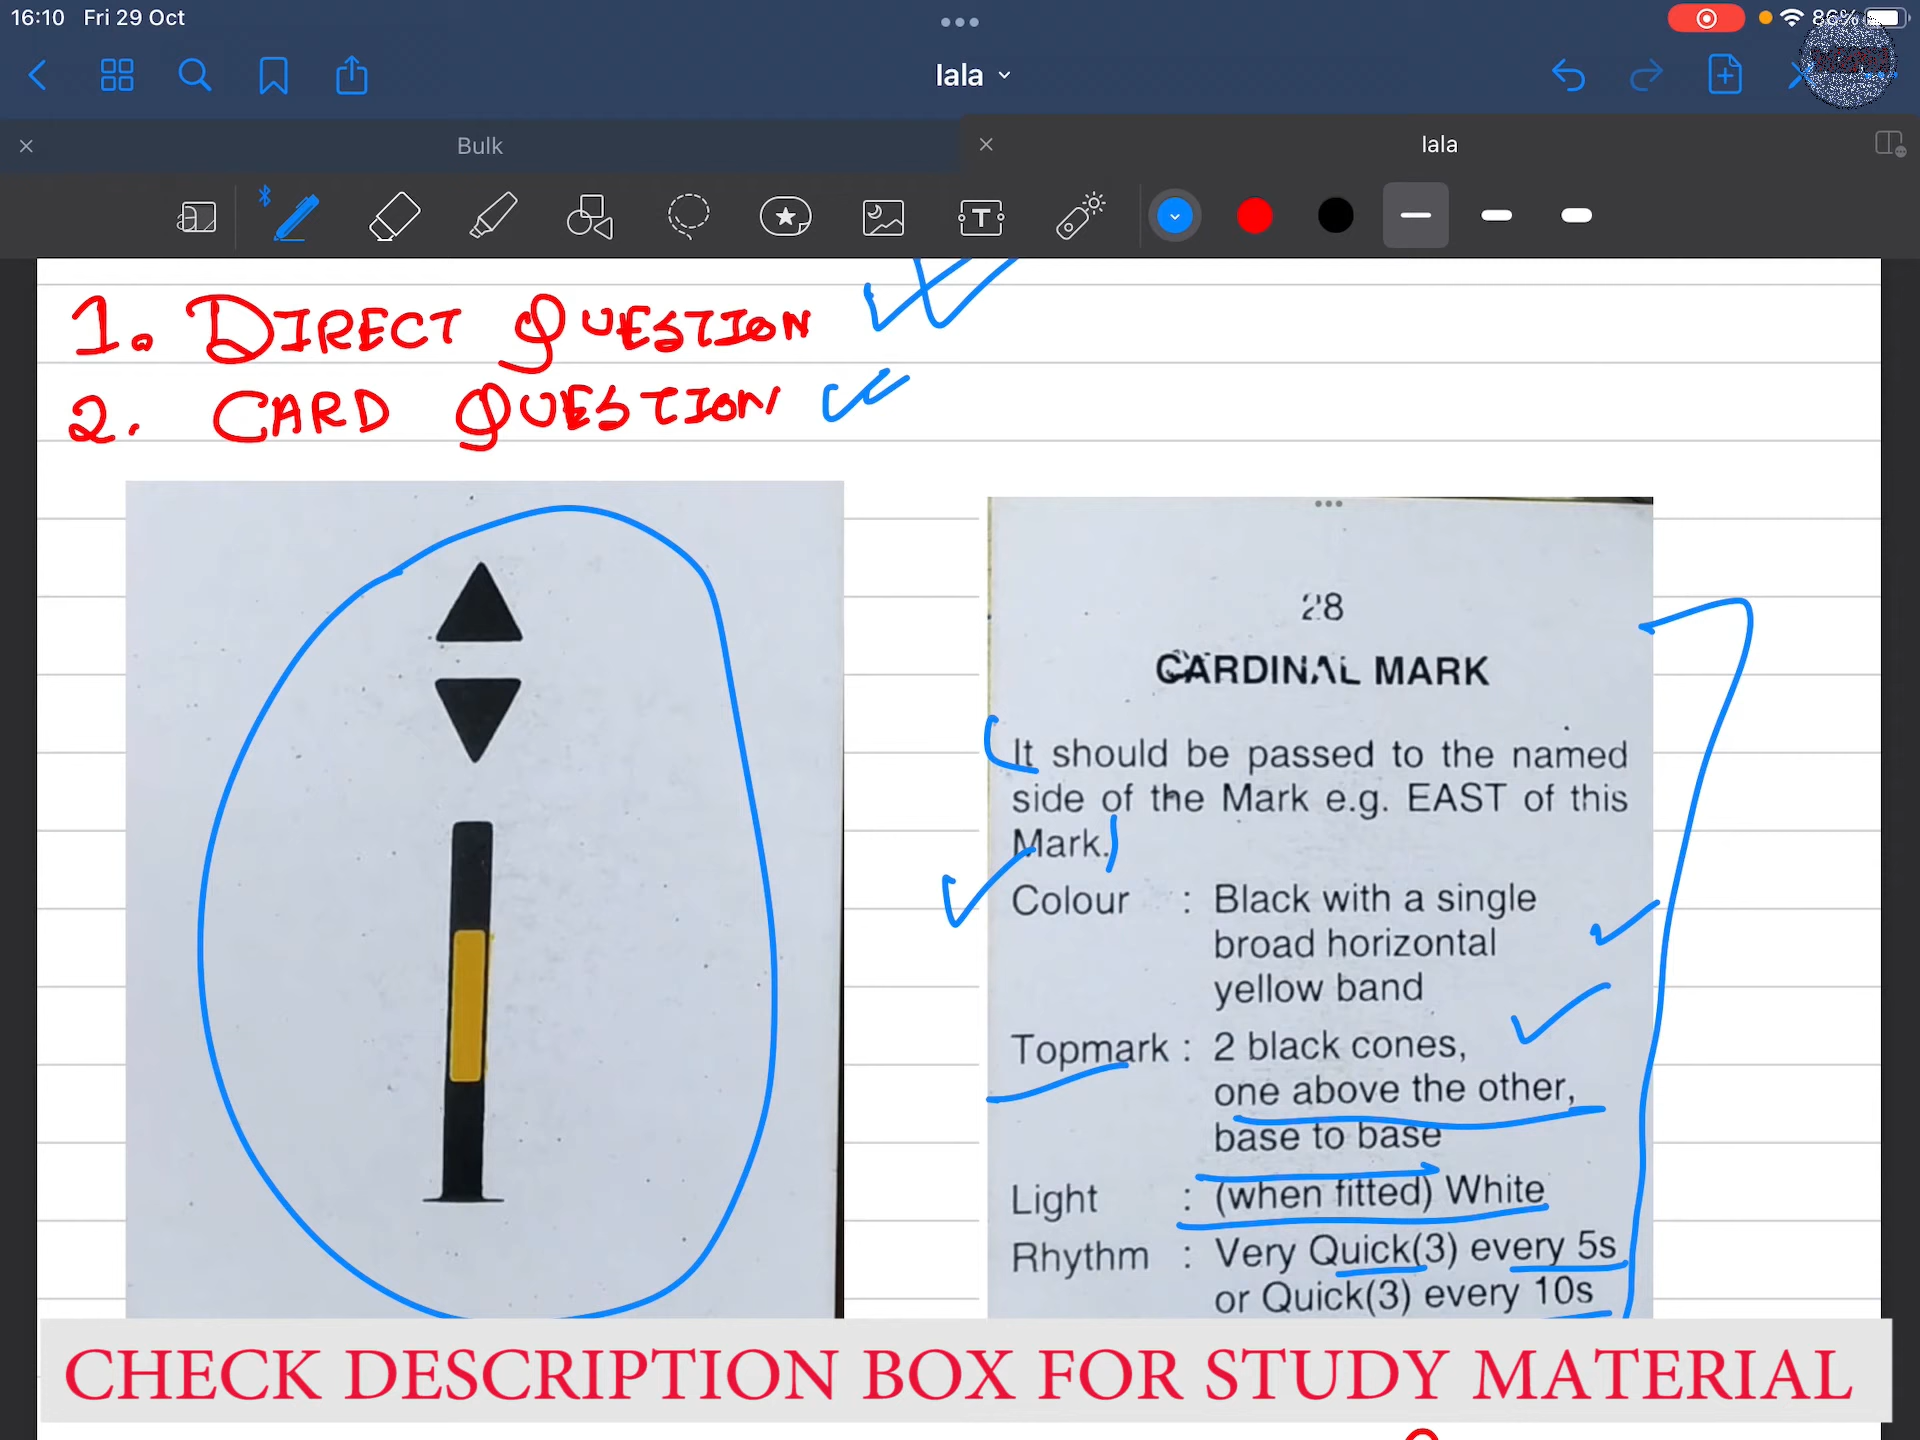 16:10 Fri 29 Oct
86%
lala
Bulk
lala
T
1. DIRECT QUESTION
2. CARD QUESTION
28
CARDINAL MARK
It should be passed to the named
side of the Mark e.g. EAST of this
Mark.
Colour : Black with a single
broad horizontal
yellow band
Topmark : 2 black cones,
one above the other,
base to base
Light : (when fitted) White
Rhythm : Very Quick(3) every 5s
or Quick(3) every 10s
CHECK DESCRIPTION BOX FOR STUDY MATERIAL